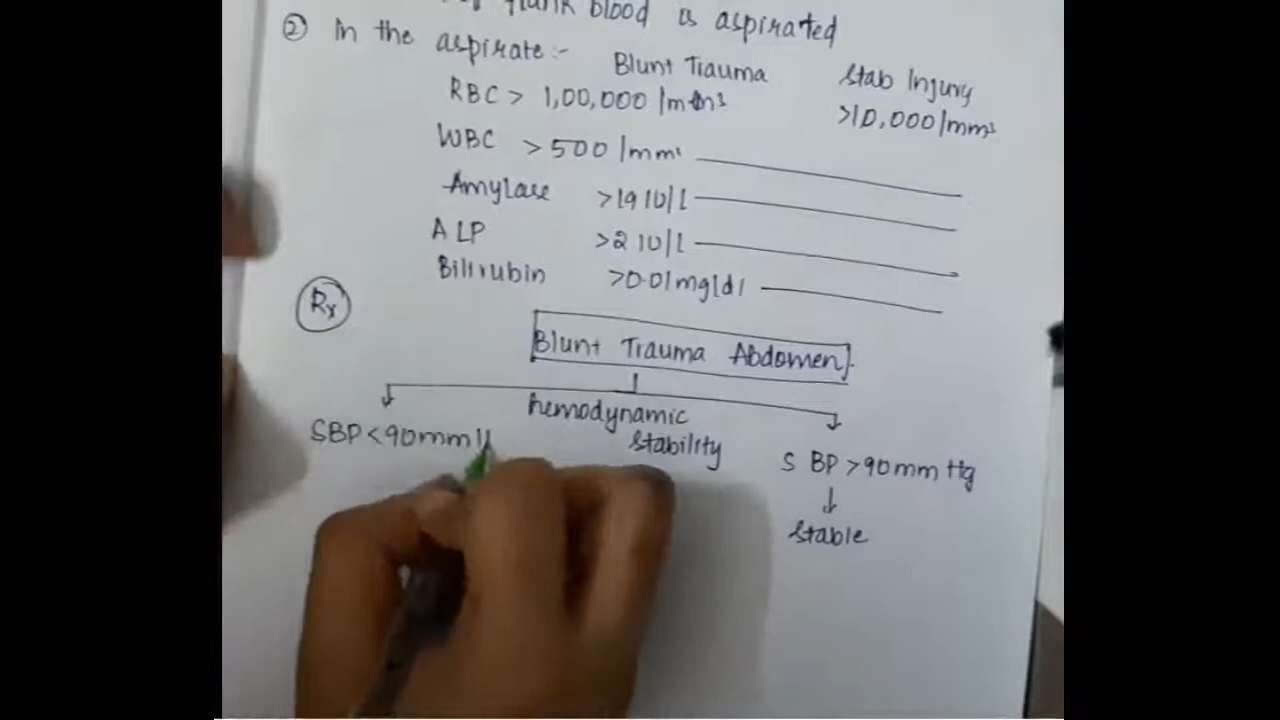 blood is aspirated
② In the aspirate:- Blunt Trauma Stab Injury
RBC > 1,00,000 /mm³ >10,000/mm³
WBC >500 /mm³
Amylase >19 IU/L
ALP >2 IU/L
Bilirubin >0.01mg/dl
Rx
Blunt Trauma Abdomen
hemodynamic
stability
SBP <90mm H
SBP >90mm Hg
stable